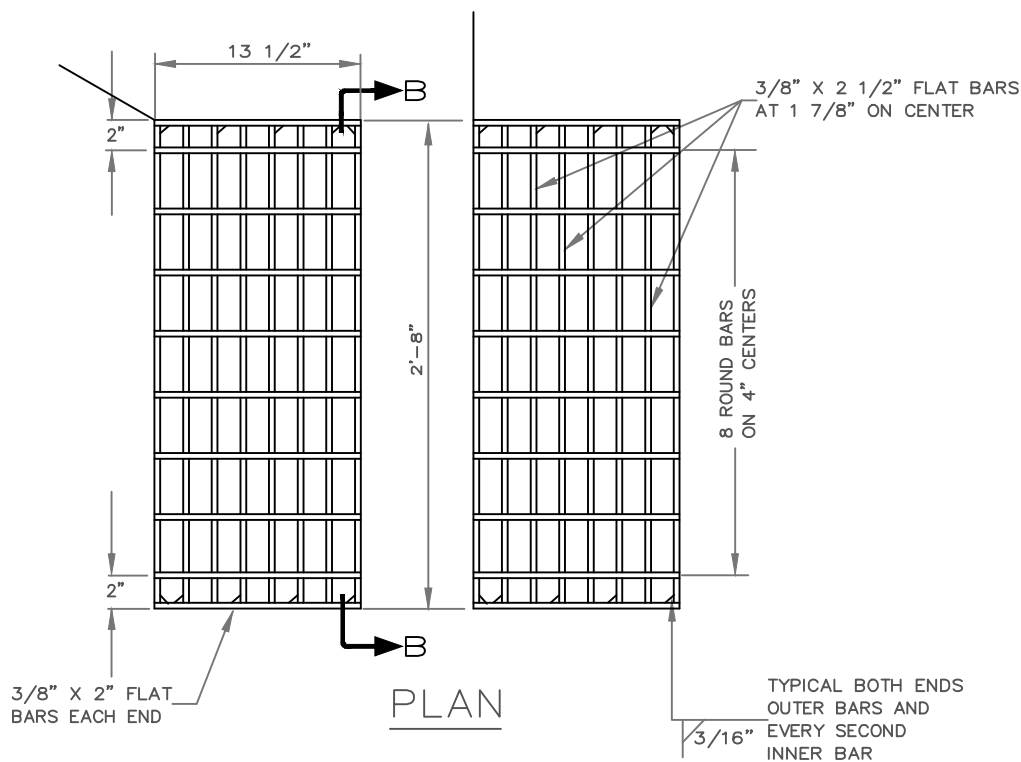 13 1/2”
B
3/8” X 2 1/2” FLAT BARS
AT 1 7/8” ON CENTER
2”
2'-8”
8 ROUND BARS
ON 4” CENTERS
2”
B
3/8” X 2” FLAT
BARS EACH END
PLAN
TYPICAL BOTH ENDS
OUTER BARS AND
EVERY SECOND
INNER BAR
3/16”